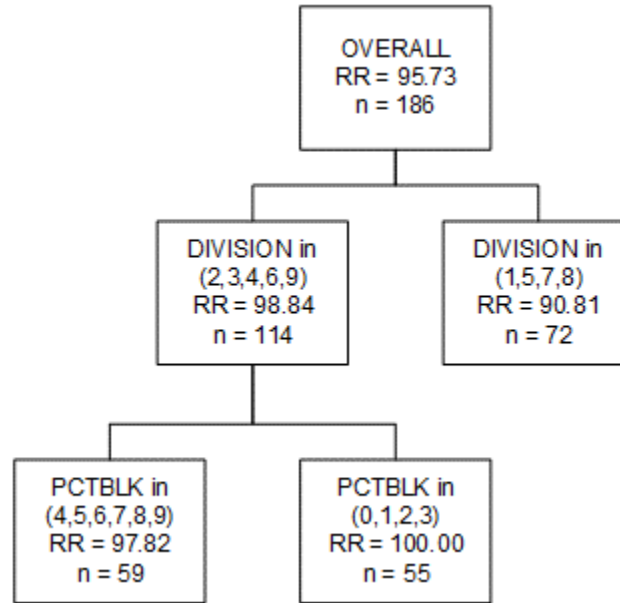 OVERALL
RR = 95.73
n = 186
DIVISION in
(2,3,4,6,9)
RR = 98.84
n = 114
DIVISION in
(1,5,7,8)
RR = 90.81
n = 72
PCTBLK in
(4,5,6,7,8,9)
RR = 97.82
n = 59
PCTBLK in
(0,1,2,3)
RR = 100.00
n = 55